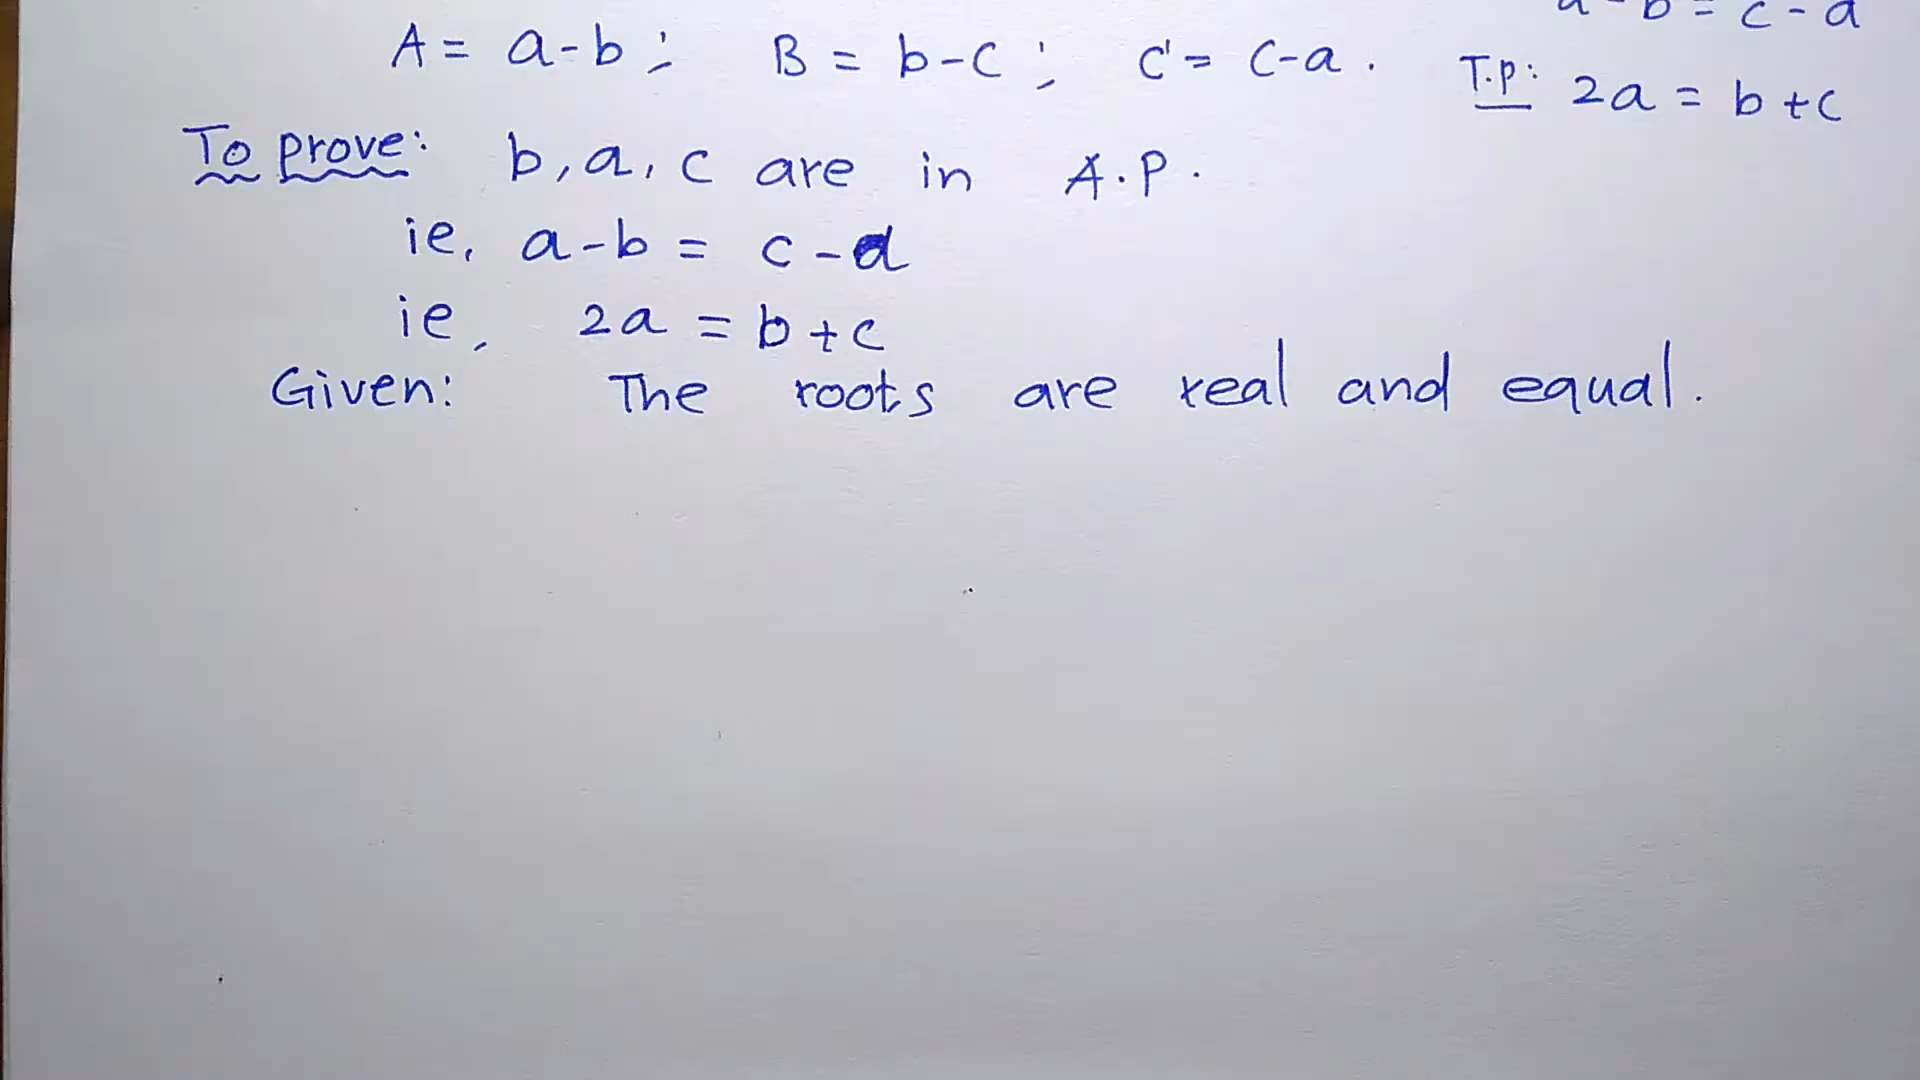 a - b = c - a
A = a - b ; B = b - c ; C = c - a .
T.P: 2a = b + c
To prove: b, a, c are in A.P.
ie, a - b = c - a
ie, 2a = b + c
Given: The roots are real and equal.